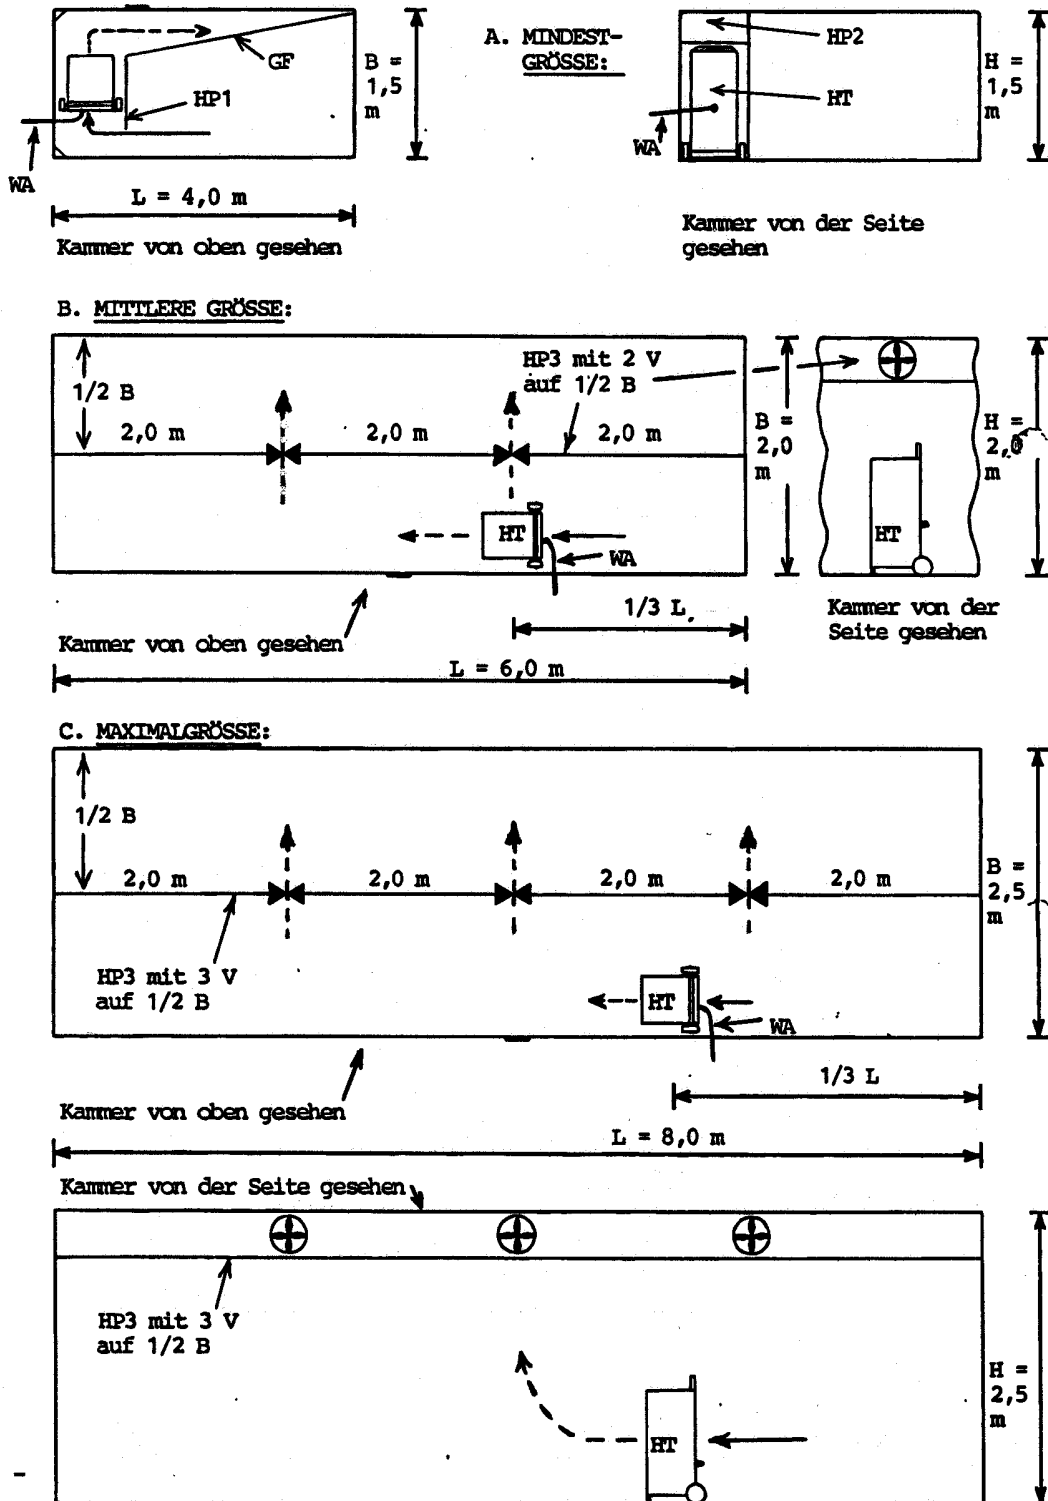 A. MINDEST-
GRÖSSE:
GF
HP1
WA
B =
1,5
m
L = 4,0 m
Kammer von oben gesehen
HP2
HT
WA
H =
1,5
m
Kammer von der Seite
gesehen
B. MITTLERE GRÖSSE:
1/2 B
HP3 mit 2 V
auf 1/2 B
2,0 m
2,0 m
2,0 m
B =
2,0
m
H =
2,0
m
HT
WA
HT
1/3 L
Kammer von der
Seite gesehen
Kammer von oben gesehen
L = 6,0 m
C. MAXIMALGRÖSSE:
1/2 B
2,0 m
2,0 m
2,0 m
2,0 m
B =
2,5
m
HP3 mit 3 V
auf 1/2 B
HT
WA
1/3 L
Kammer von oben gesehen
L = 8,0 m
Kammer von der Seite gesehen
HP3 mit 3 V
auf 1/2 B
H =
2,5
m
HT